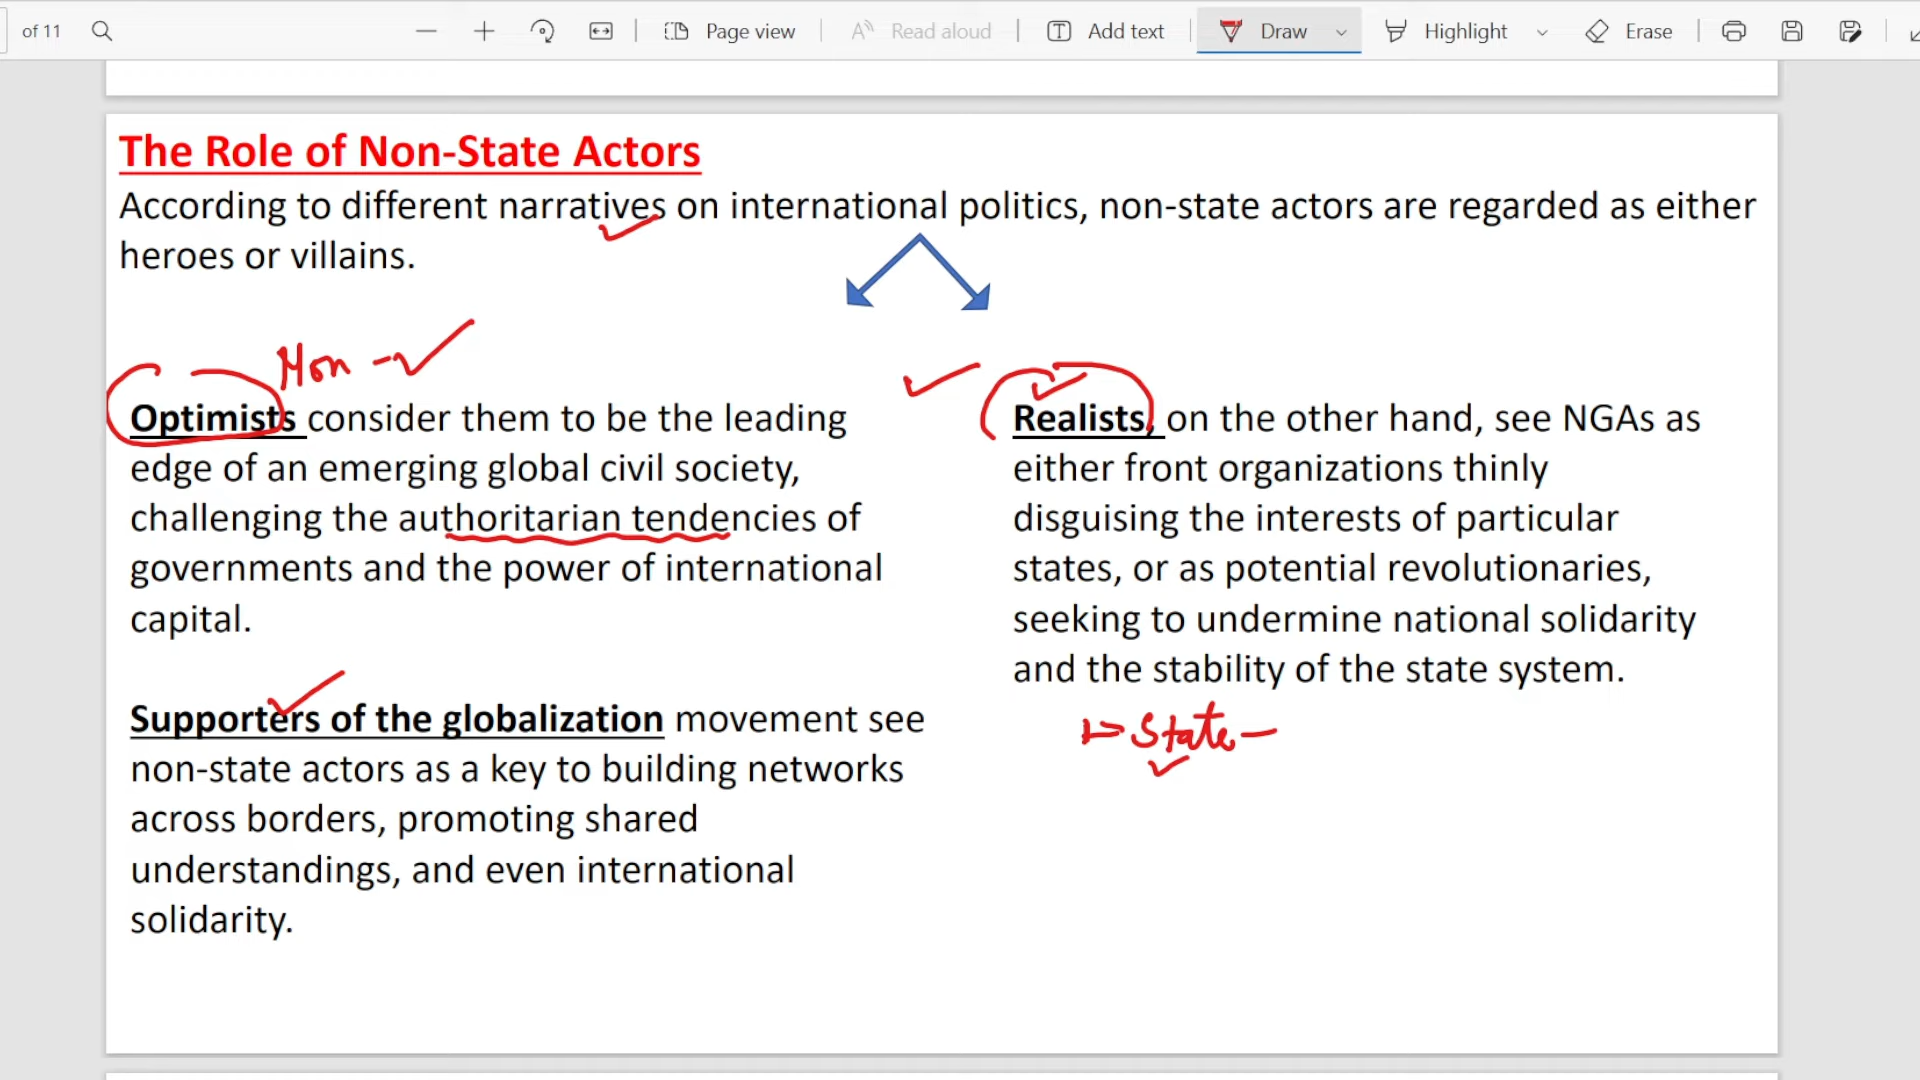 of 11
Page view
Read aloud
Add text
Draw
Highlight
Erase
The Role of Non-State Actors
According to different narratives on international politics, non-state actors are regarded as either
heroes or villains.
Optimists consider them to be the leading
edge of an emerging global civil society,
challenging the authoritarian tendencies of
governments and the power of international
capital.
Supporters of the globalization movement see
non-state actors as a key to building networks
across borders, promoting shared
understandings, and even international
solidarity.
Realists, on the other hand, see NGAs as
either front organizations thinly
disguising the interests of particular
states, or as potential revolutionaries,
seeking to undermine national solidarity
and the stability of the state system.
State -